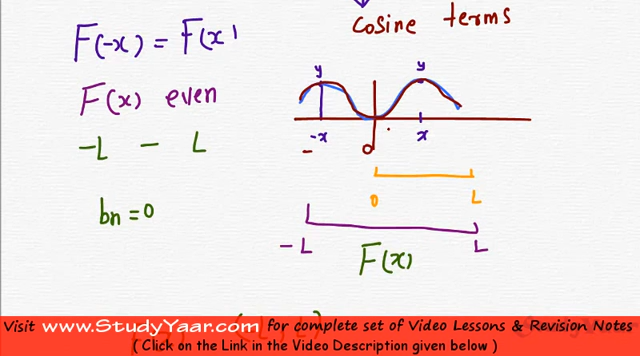 cosine terms
F(-x) = F(x)
F(x) even
-L - L
bn = 0
y y
-x x
- 0
0 L
-L L
F(x)
Visit www.StudyYaar.com for complete set of Video Lessons & Revision Notes
( Click on the Link in the Video Description given below )